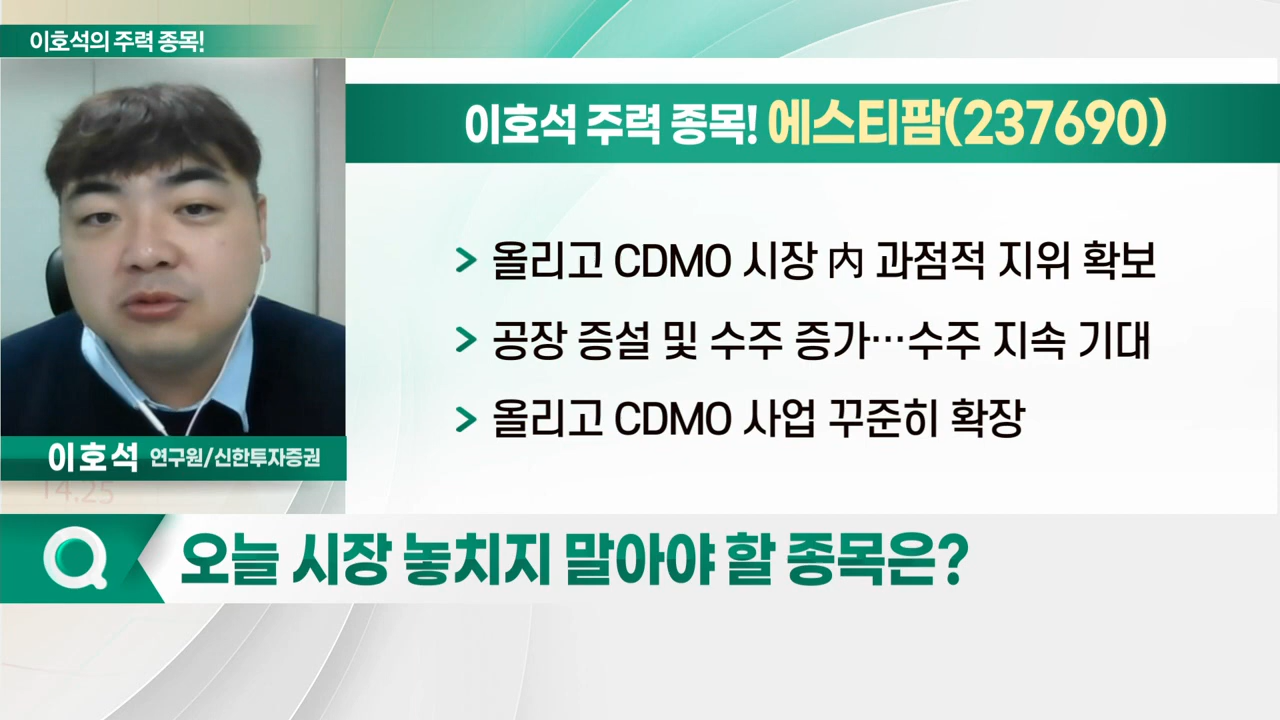 이호석의 주력 종목!
이호석 주력 종목! 에스티팜(237690)
> 올리고 CDMO 시장 內 과점적 지위 확보
> 공장 증설 및 수주 증가…수주 지속 기대
> 올리고 CDMO 사업 꾸준히 확장
이호석 연구원/신한투자증권
14.25
Q 오늘 시장 놓치지 말아야 할 종목은?